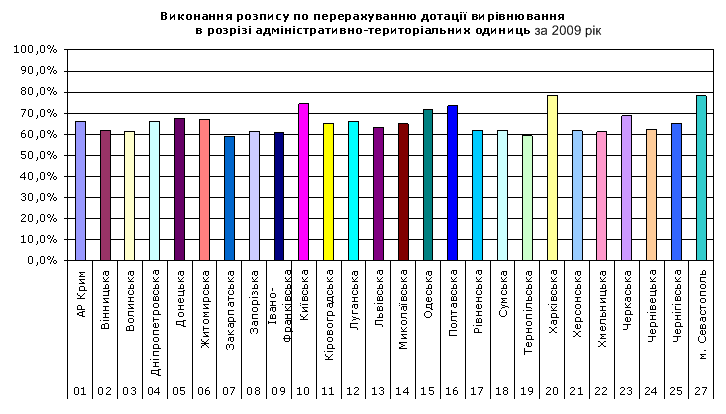 Виконання розпису по перерахуванню дотації вирівнювання
в розрізі адміністративно-територіальних одиниць за 2009 рік
100,0%
90,0%
80,0%
70,0%
60,0%
50,0%
40,0%
30,0%
20,0%
10,0%
0,0%
АР Крим
Вінницька
Волинська
Дніпропетровська
Донецька
Житомирська
Закарпатська
Запорізька
Івано-
Франківська
Київська
Кіровоградська
Луганська
Львівська
Миколаївська
Одеська
Полтавська
Рівненська
Сумська
Тернопільська
Харківська
Херсонська
Хмельницька
Черкаська
Чернівецька
Чернігівська
м. Севастополь
01 02 03 04 05 06 07 08 09 10 11 12 13 14 15 16 17 18 19 20 21 22 23 24 25 27